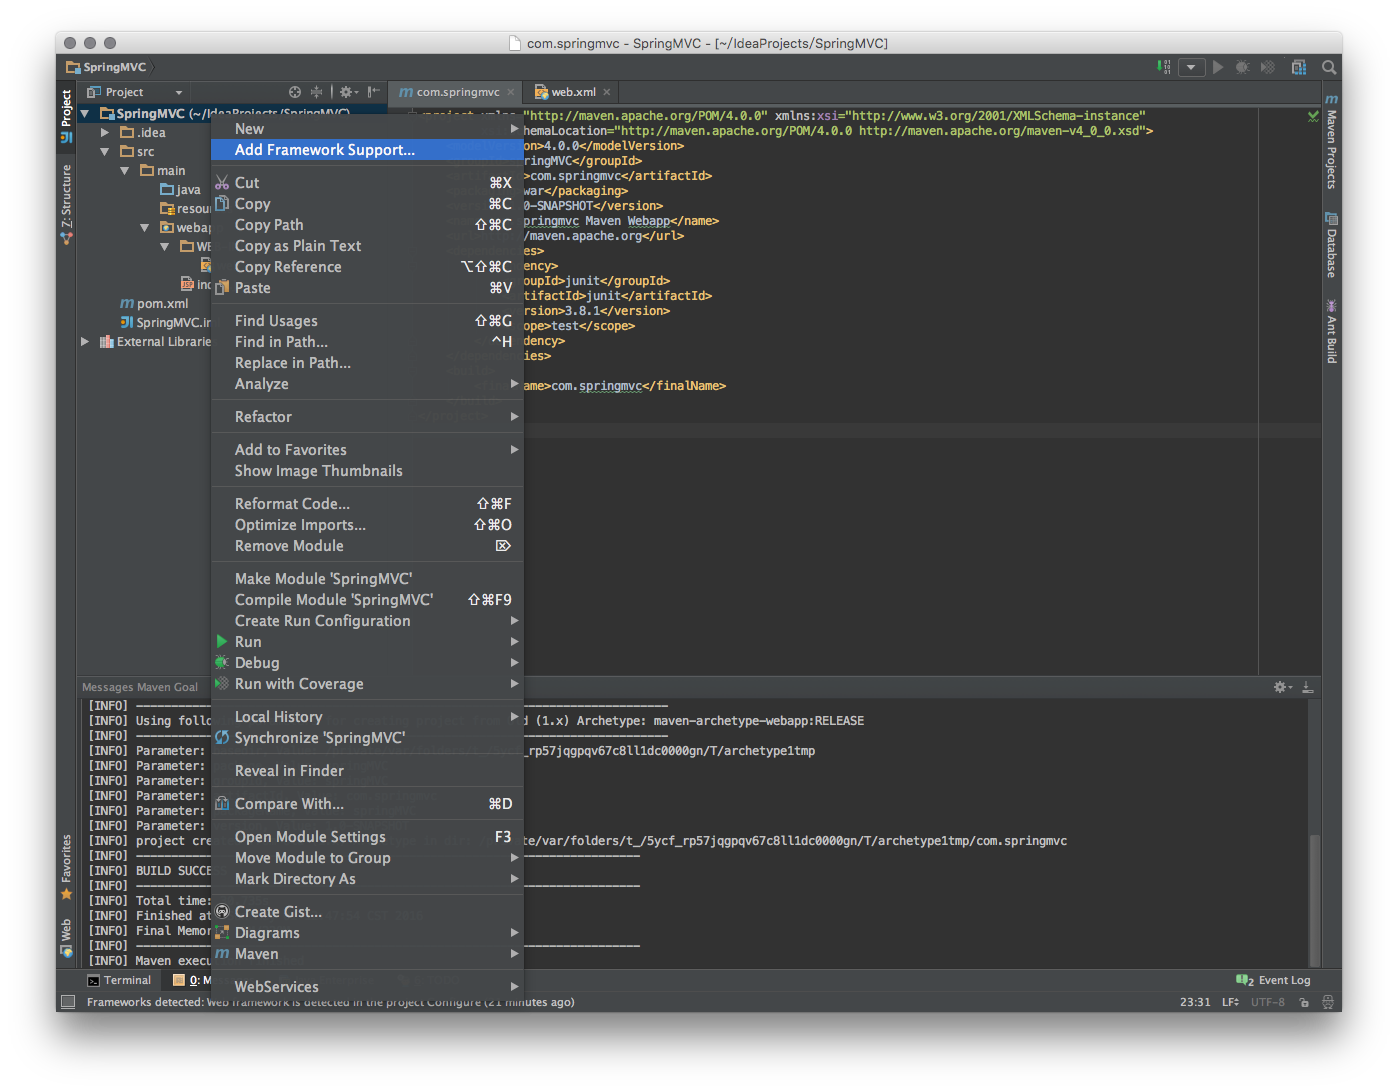 com.springmvc - SpringMVC - [~/IdeaProjects/SpringMVC]
SpringMVC
Project
com.springmvc
web.xml
Project
Z: Structure
Favorites
Web
SpringMVC (~/IdeaProjects/SpringMVC)
.idea
src
main
java
resou
webap
WE
ind
pom.xml
SpringMVC.im
External Librarie
New
Add Framework Support...
Cut ⌘X
Copy ⌘C
Copy Path ⇧⌘C
Copy as Plain Text
Copy Reference ⌥⇧⌘C
Paste ⌘V
Find Usages ⇧⌘G
Find in Path... ^H
Replace in Path...
Analyze
Refactor
Add to Favorites
Show Image Thumbnails
Reformat Code... ⇧⌘F
Optimize Imports... ⇧⌘O
Remove Module ⌦
Make Module 'SpringMVC'
Compile Module 'SpringMVC' ⇧⌘F9
Create Run Configuration
Run
Debug
Run with Coverage
Local History
Synchronize 'SpringMVC'
Reveal in Finder
Compare With... ⌘D
Open Module Settings F3
Move Module to Group
Mark Directory As
Create Gist...
Diagrams
Maven
WebServices
"http://maven.apache.org/POM/4.0.0" xmlns:xsi="http://www.w3.org/2001/XMLSchema-instance"
hemaLocation="http://maven.apache.org/POM/4.0.0 http://maven.apache.org/maven-v4_0_0.xsd">
on>4.0.0</modelVersion>
ringMVC</groupId>
>com.springmvc</artifactId>
war</packaging>
0-SNAPSHOT</version>
pringmvc Maven Webapp</name>
/maven.apache.org</url>
es>
ency>
oupId>junit</groupId>
tifactId>junit</artifactId>
rsion>3.8.1</version>
ope>test</scope>
dency>
cies>
ame>com.springmvc</finalName>
Maven Projects
Database
Ant Build
Messages Maven Goal
[INFO] ----------------------------------------------------------------------------
[INFO] Using follo
d (1.x) Archetype: maven-archetype-webapp:RELEASE
[INFO] ----------------------------------------------------------------------------
[INFO] Parameter:
_rp57jqgpqv67c8ll1dc0000gn/T/archetype1tmp
[INFO] Parameter:
[INFO] Parameter:
[INFO] Parameter:
[INFO] Parameter:
[INFO] Parameter:
[INFO] project cre
te/var/folders/t_/5ycf_rp57jqgpqv67c8ll1dc0000gn/T/archetype1tmp/com.springmvc
[INFO] ------------------------------------------------------------------------
[INFO] BUILD SUCCE
[INFO] ------------------------------------------------------------------------
[INFO] Total time:
[INFO] Finished at
[INFO] Final Memor
[INFO] ------------------------------------------------------------------------
[INFO] Maven execu
Terminal
0: M
2 Event Log
Frameworks detected: Web framework is detected in the project Configure (21 minutes ago)
23:31 LF UTF-8